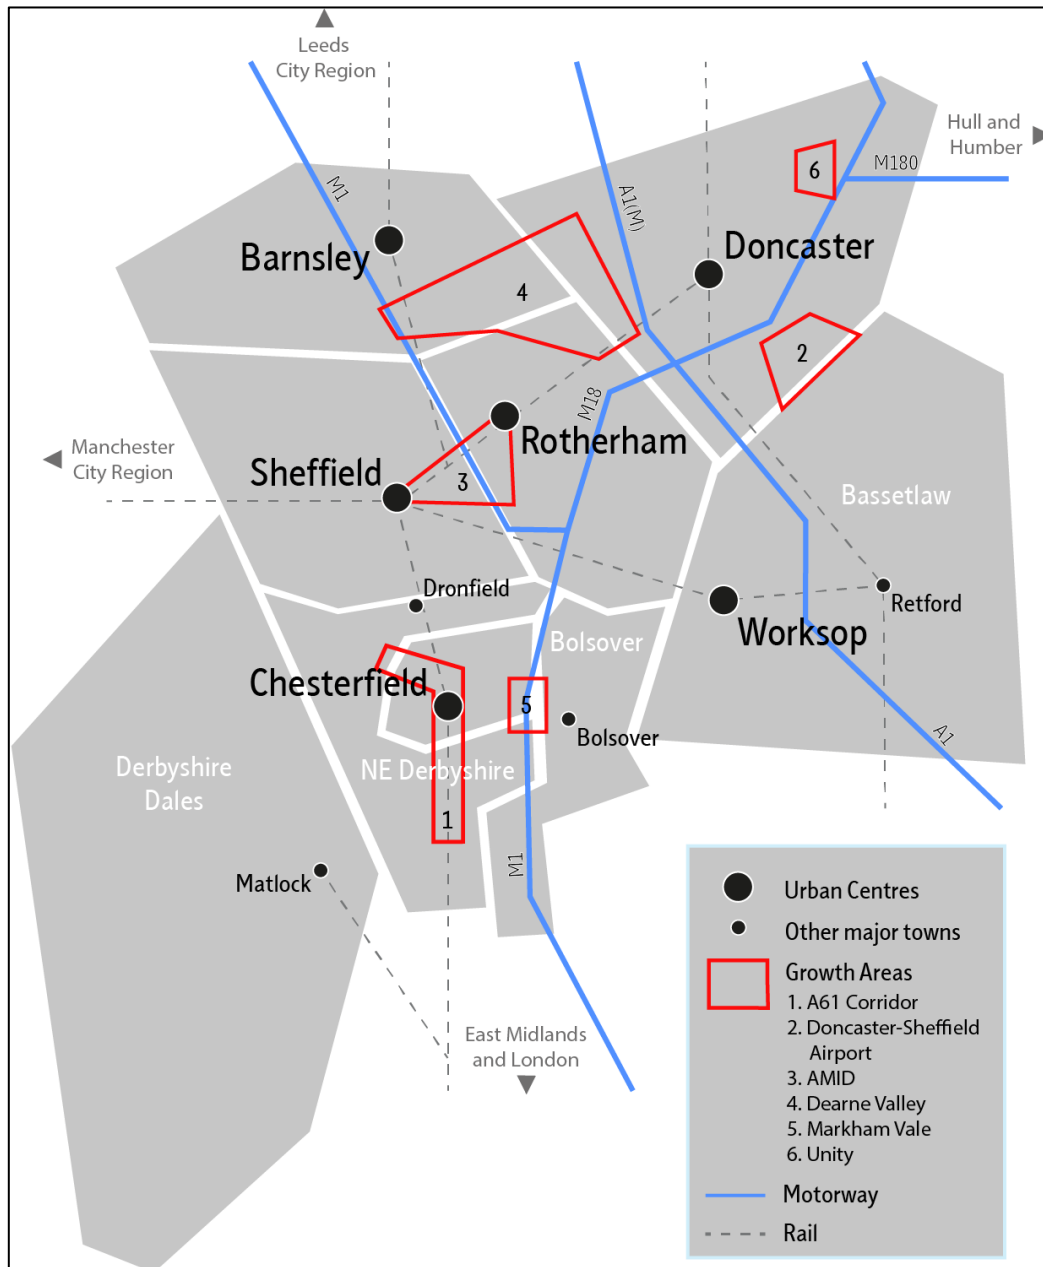 Leeds
City Region
Hull and
Humber
M1
A1(M)
M180
6
Barnsley
Doncaster
4
2
M18
Manchester
City Region
Rotherham
Sheffield
3
Bassetlaw
Dronfield
Retford
Worksop
Bolsover
Chesterfield
5
Bolsover
A1
Derbyshire
Dales
NE Derbyshire
1
M1
Matlock
East Midlands
and London
Urban Centres
Other major towns
Growth Areas
1. A61 Corridor
2. Doncaster-Sheffield
Airport
3. AMID
4. Dearne Valley
5. Markham Vale
6. Unity
Motorway
Rail